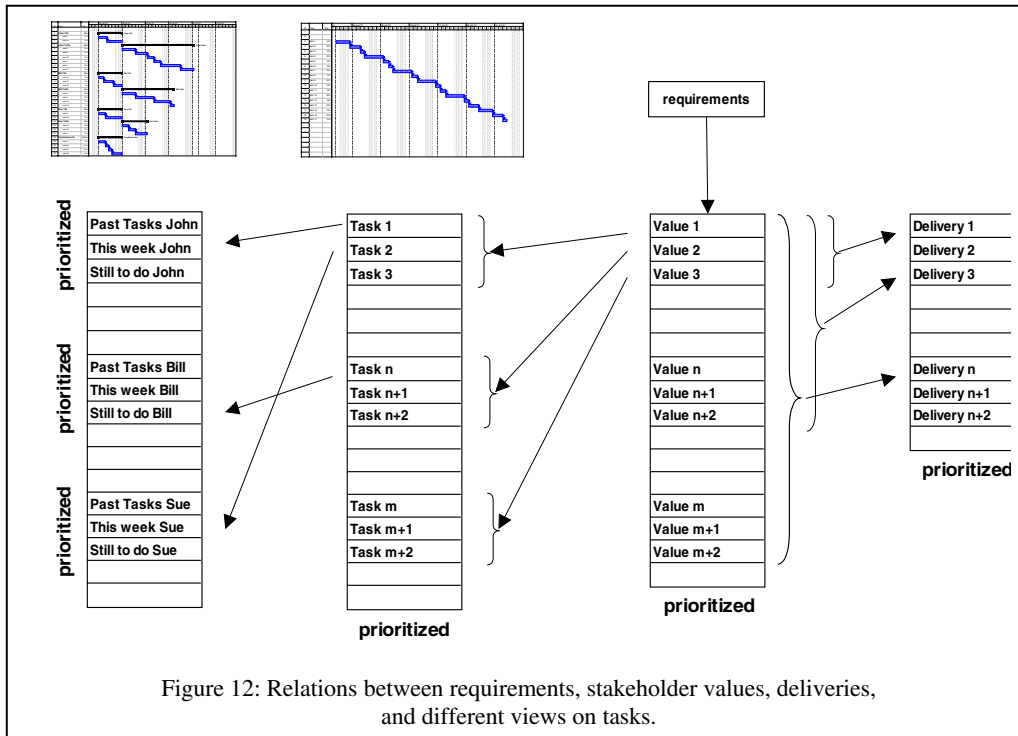 requirements
prioritized
Past Tasks John
This week John
Still to do John
prioritized
Past Tasks Bill
This week Bill
Still to do Bill
prioritized
Past Tasks Sue
This week Sue
Still to do Sue
Task 1
Task 2
Task 3
Task n
Task n+1
Task n+2
Task m
Task m+1
Task m+2
prioritized
Value 1
Value 2
Value 3
Value n
Value n+1
Value n+2
Value m
Value m+1
Value m+2
prioritized
Delivery 1
Delivery 2
Delivery 3
Delivery n
Delivery n+1
Delivery n+2
prioritized
Figure 12: Relations between requirements, stakeholder values, deliveries,
and different views on tasks.